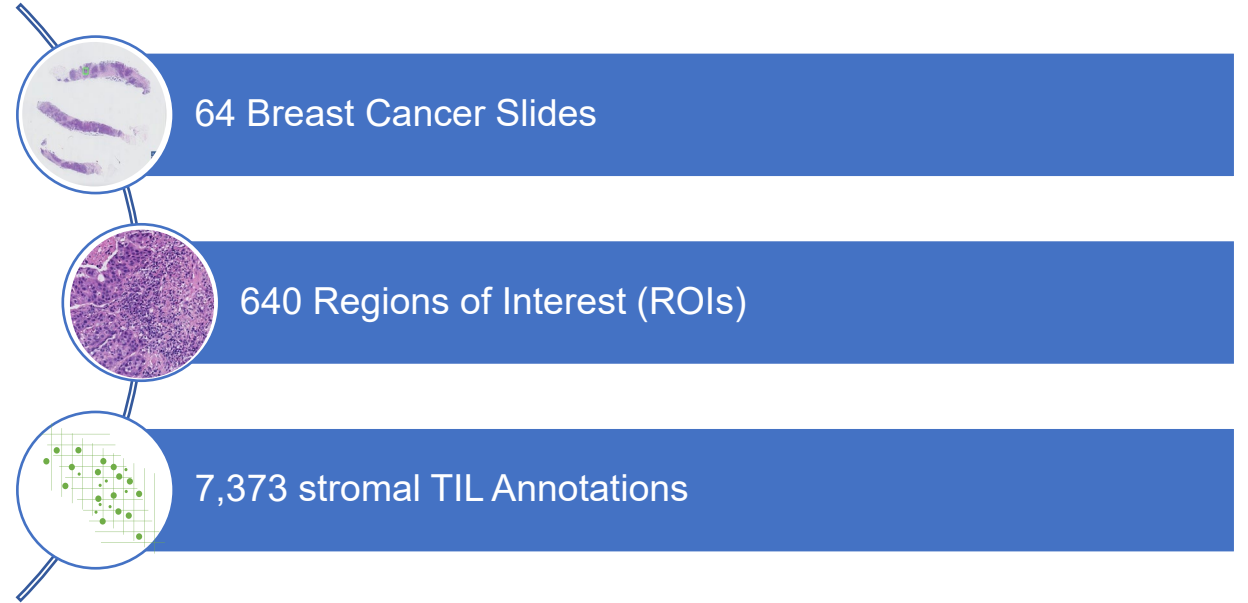 64 Breast Cancer Slides
640 Regions of Interest (ROIs)
7,373 stromal TIL Annotations